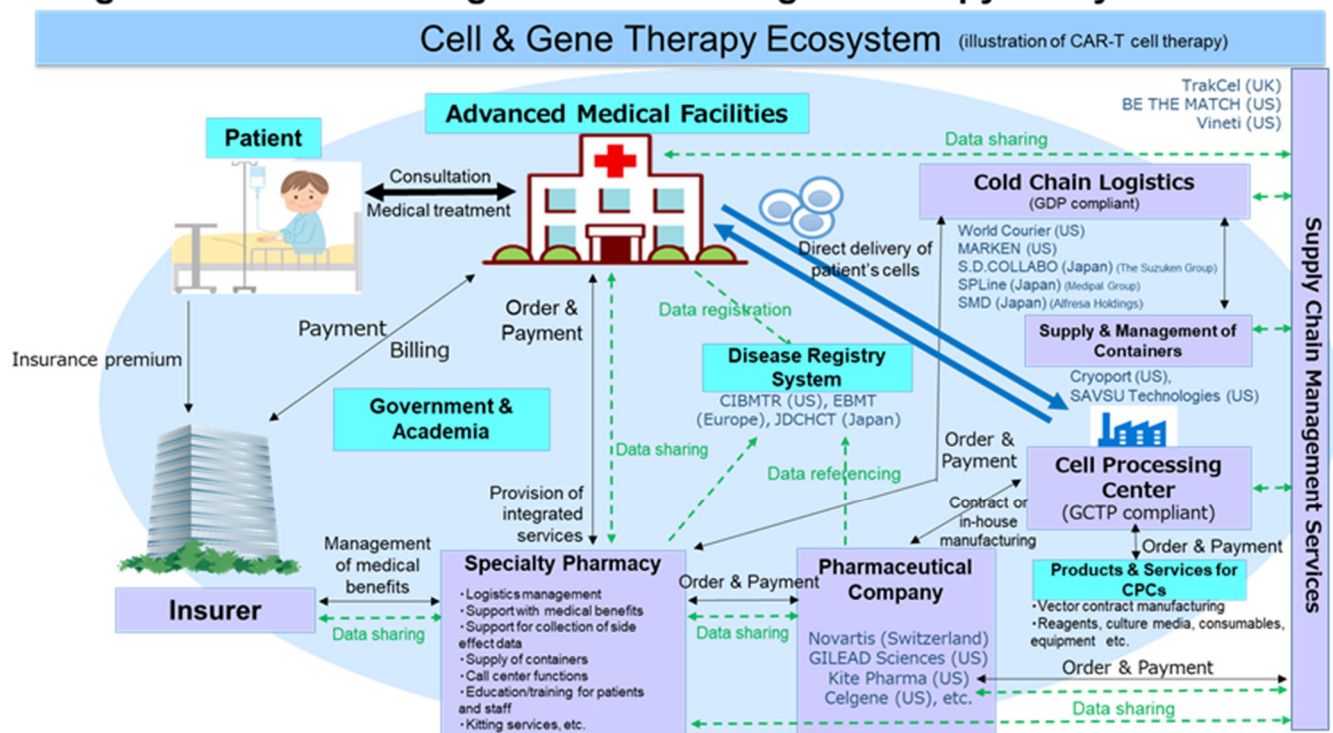 Cell & Gene Therapy Ecosystem (illustration of CAR-T cell therapy)
TrakCel (UK)
BE THE MATCH (US)
Vineti (US)
Advanced Medical Facilities
Patient
Data sharing
Consultation
Medical treatment
Cold Chain Logistics
(GDP compliant)
World Courier (US)
MARKEN (US)
S.D.COLLABO (Japan) (The Suzuken Group)
SPLine (Japan) (Medipal Group)
SMD (Japan) (Alfresa Holdings)
Direct delivery of
patient's cells
Supply Chain Management Services
Order &
Payment
Data registration
Payment
Billing
Insurance premium
Supply & Management of
Containers
Cryoport (US),
SAVSU Technologies (US)
Disease Registry
System
CIBMTR (US), EBMT
(Europe), JDCHCT (Japan)
Government &
Academia
Data sharing
Data referencing
Order &
Payment
Cell Processing
Center
(GCTP compliant)
Provision of
integrated
services
Contract or
in-house
manufacturing
Order & Payment
Management
of medical
benefits
Insurer
Data sharing
Specialty Pharmacy
・Logistics management
・Support with medical benefits
・Support for collection of side
effect data
・Supply of containers
・Call center functions
・Education/training for patients
and staff
・Kitting services, etc.
Order & Payment
Data sharing
Pharmaceutical
Company
Novartis (Switzerland)
GILEAD Sciences (US)
Kite Pharma (US)
Celgene (US), etc.
Products & Services for
CPCs
・Vector contract manufacturing
・Reagents, culture media, consumables,
equipment etc.
Order & Payment
Data sharing